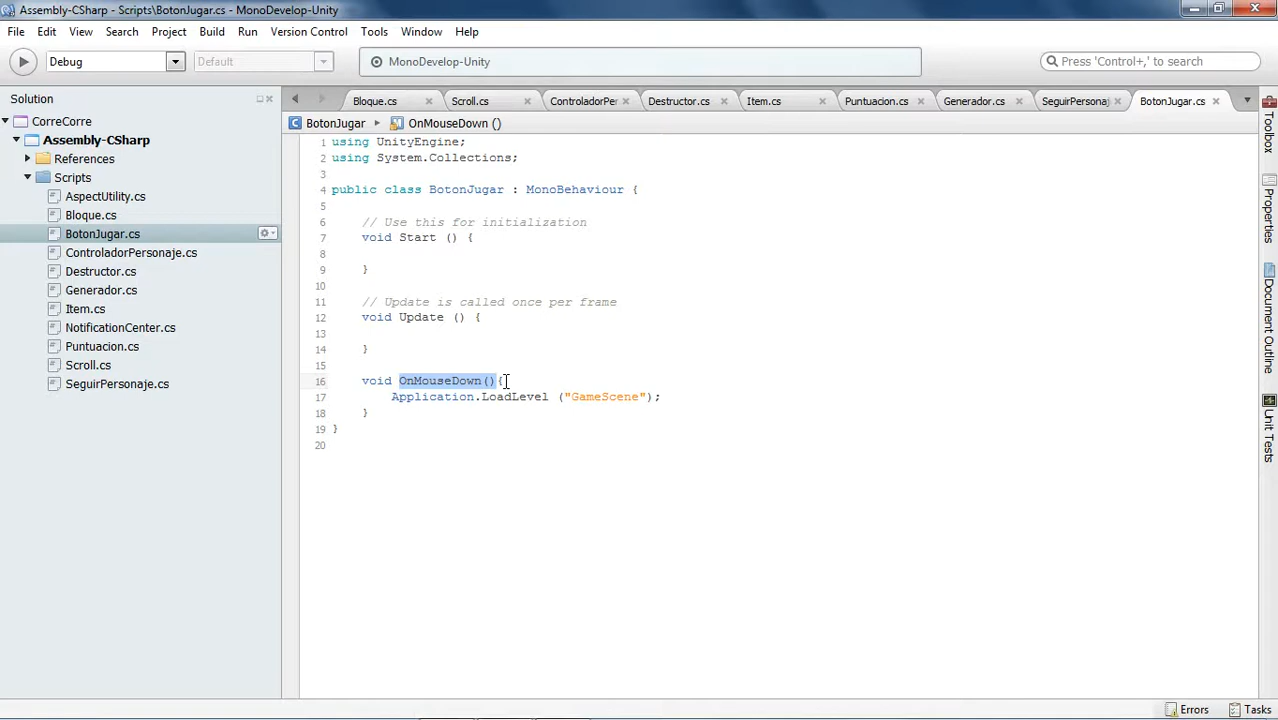 Assembly-CSharp - Scripts\BotonJugar.cs - MonoDevelop-Unity
File Edit View Search Project Build Run Version Control Tools Window Help
Debug Default MonoDevelop-Unity Press 'Control+,' to search
Solution
CorreCorre
Assembly-CSharp
References
Scripts
AspectUtility.cs
Bloque.cs
BotonJugar.cs
ControladorPersonaje.cs
Destructor.cs
Generador.cs
Item.cs
NotificationCenter.cs
Puntuacion.cs
Scroll.cs
SeguirPersonaje.cs
Bloque.cs Scroll.cs ControladorPer Destructor.cs Item.cs Puntuacion.cs Generador.cs SeguirPersonaj BotonJugar.cs
BotonJugar OnMouseDown ()
1 using UnityEngine;
2 using System.Collections;
3
4 public class BotonJugar : MonoBehaviour {
5
6 // Use this for initialization
7 void Start () {
8
9 }
10
11 // Update is called once per frame
12 void Update () {
13
14 }
15
16 void OnMouseDown(){
17 Application.LoadLevel ("GameScene");
18 }
19 }
20
Toolbox
Properties
Document Outline
Unit Tests
Errors Tasks